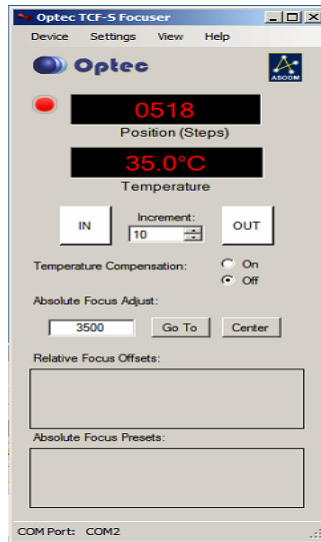 Optec TCF-S Focuser
Device Settings View Help
Optec
ASCOM
0518
Position (Steps)
35.0°C
Temperature
IN
Increment:
10
OUT
Temperature Compensation:
On
Off
Absolute Focus Adjust:
3500 Go To Center
Relative Focus Offsets:
Absolute Focus Presets:
COM Port: COM2